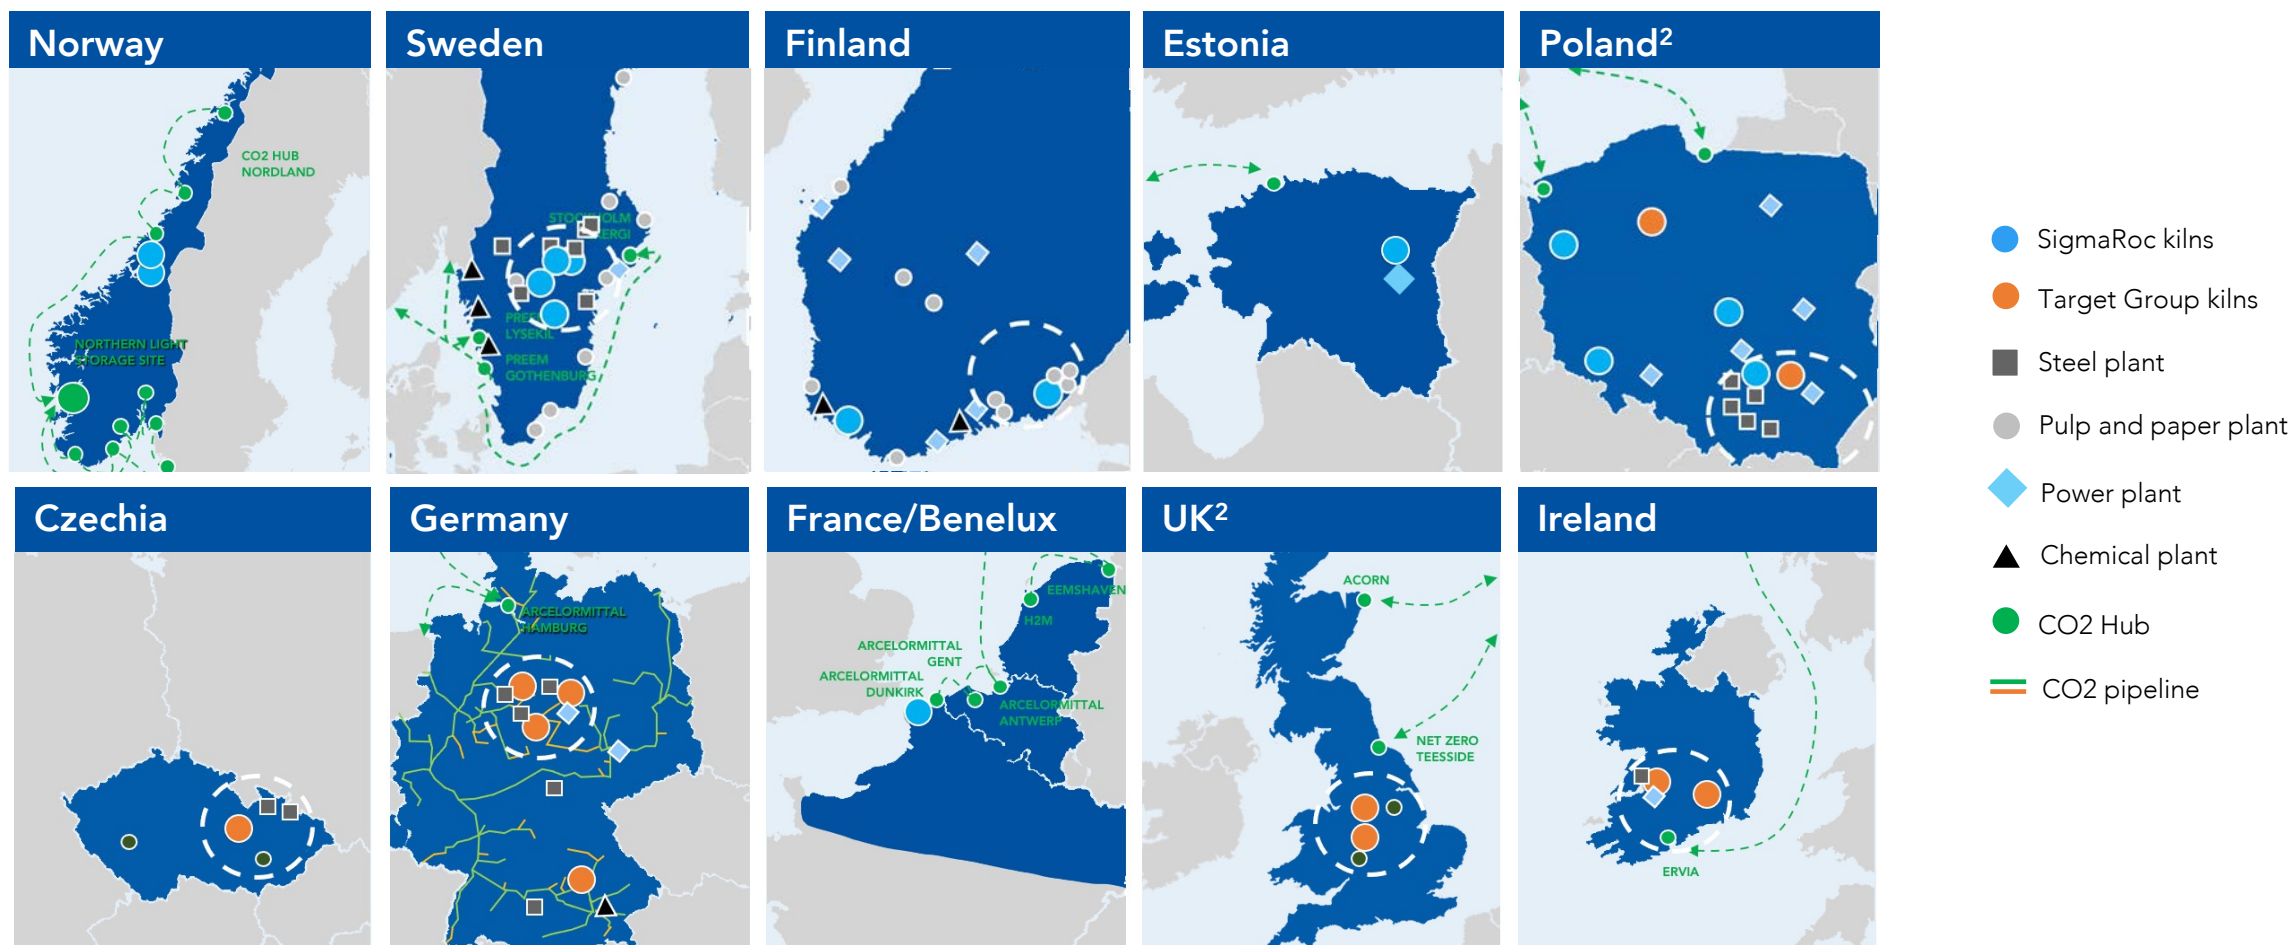 Norway
CO2 HUB
NORDLAND
NORTHERN LIGHT
STORAGE SITE
Sweden
STOCKHOLM
PREEM
LYSEKIL
PREEM
GOTHENBURG
Finland
Estonia
Poland²
Czechia
Germany
ARCELORMITTAL
HAMBURG
France/Benelux
EEMSHAVEN
H2M
ARCELORMITTAL
GENT
ARCELORMITTAL
DUNKIRK
ARCELORMITTAL
ANTWERP
UK²
ACORN
NET ZERO
TEESSIDE
Ireland
ERVIA
SigmaRoc kilns
Target Group kilns
Steel plant
Pulp and paper plant
Power plant
Chemical plant
CO2 Hub
CO2 pipeline